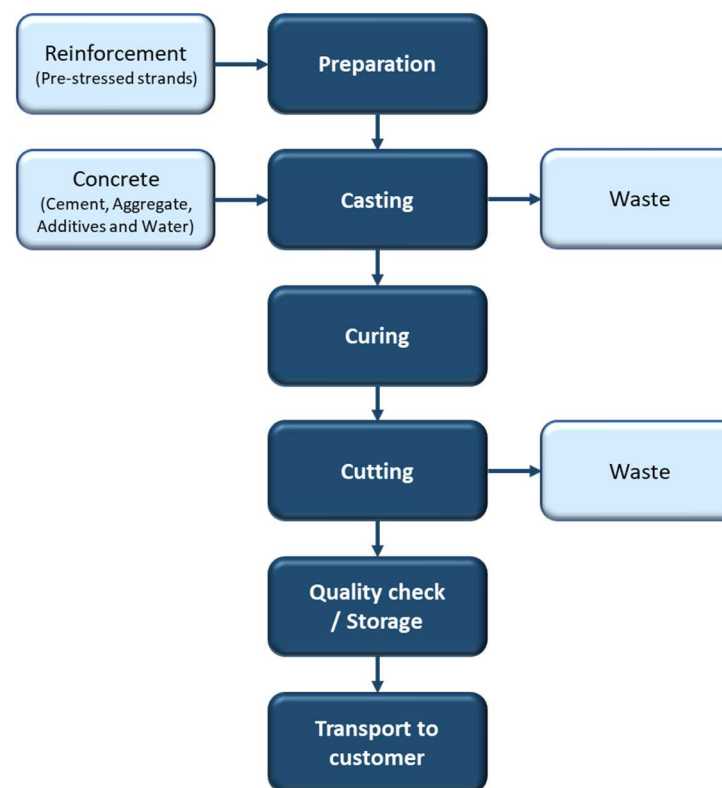 Reinforcement
(Pre-stressed strands)
Preparation
Concrete
(Cement, Aggregate,
Additives and Water)
Casting
Waste
Curing
Cutting
Waste
Quality check
/ Storage
Transport to
customer